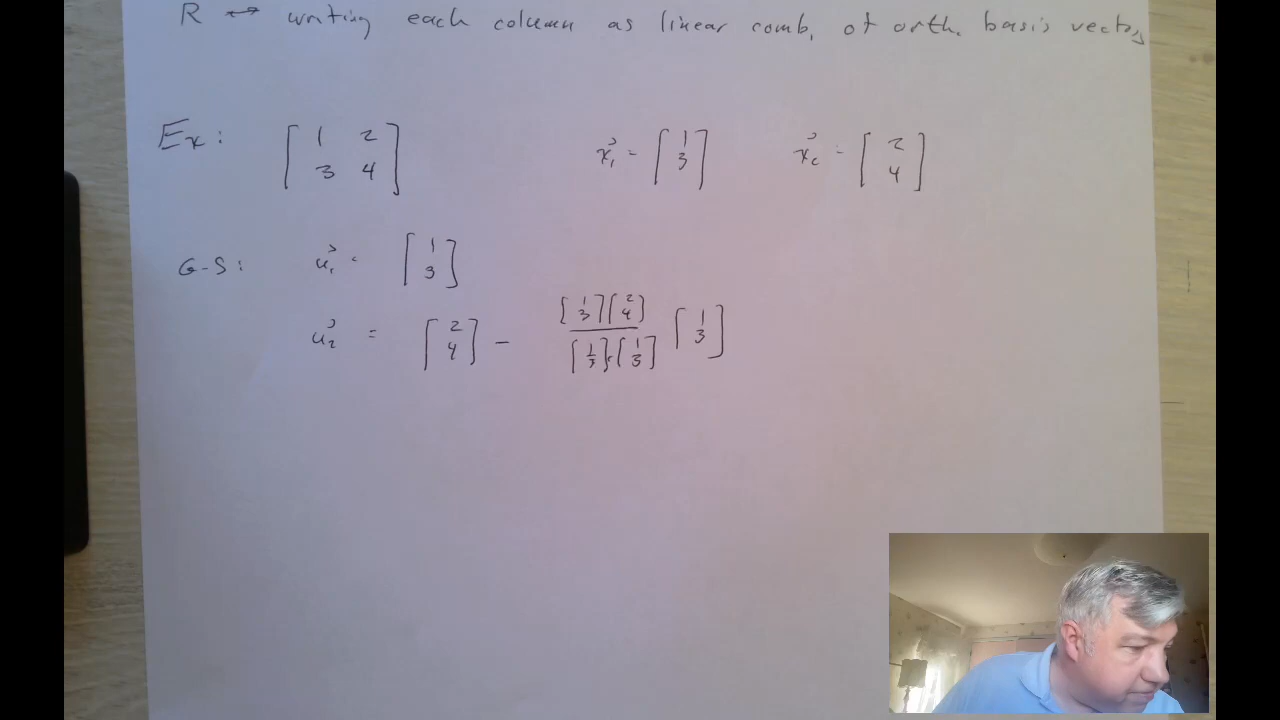 R ↔ writing each column as linear comb. of orth. basis vectors
Ex: [1 2; 3 4] x⃗₁ = [1; 3] x⃗₂ = [2; 4]
G-S: u⃗₁ = [1; 3]
u⃗₂ = [2; 4] - ([1; 3][2; 4])/([1; 3]·[1; 3]) [1; 3]